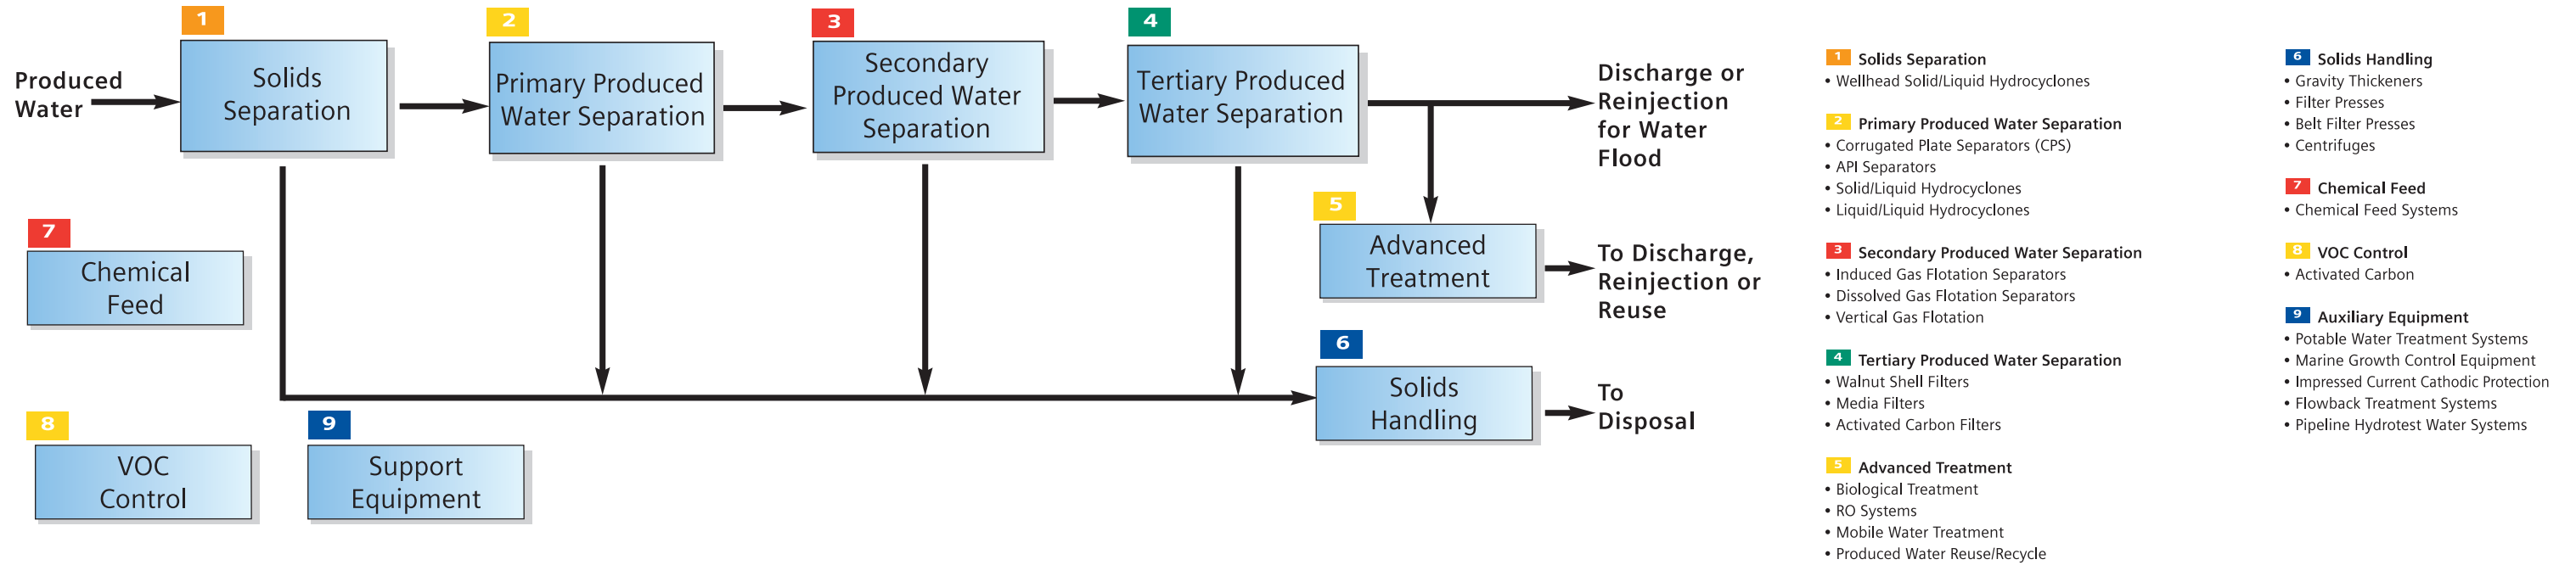 1
2
3
4
Produced
Water
Solids
Separation
Primary Produced
Water Separation
Secondary
Produced Water
Separation
Tertiary Produced
Water Separation
Discharge or
Reinjection
for Water
Flood
5
Advanced
Treatment
To Discharge,
Reinjection or
Reuse
7
Chemical
Feed
6
Solids
Handling
To
Disposal
8
VOC
Control
9
Support
Equipment
1 Solids Separation
• Wellhead Solid/Liquid Hydrocyclones
2 Primary Produced Water Separation
• Corrugated Plate Separators (CPS)
• API Separators
• Solid/Liquid Hydrocyclones
• Liquid/Liquid Hydrocyclones
3 Secondary Produced Water Separation
• Induced Gas Flotation Separators
• Dissolved Gas Flotation Separators
• Vertical Gas Flotation
4 Tertiary Produced Water Separation
• Walnut Shell Filters
• Media Filters
• Activated Carbon Filters
5 Advanced Treatment
• Biological Treatment
• RO Systems
• Mobile Water Treatment
• Produced Water Reuse/Recycle
6 Solids Handling
• Gravity Thickeners
• Filter Presses
• Belt Filter Presses
• Centrifuges
7 Chemical Feed
• Chemical Feed Systems
8 VOC Control
• Activated Carbon
9 Auxiliary Equipment
• Potable Water Treatment Systems
• Marine Growth Control Equipment
• Impressed Current Cathodic Protection
• Flowback Treatment Systems
• Pipeline Hydrotest Water Systems